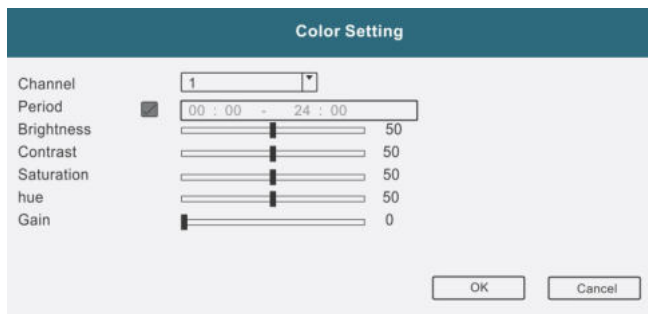 Color Setting
Channel 1
Period 00 : 00 - 24 : 00
Brightness 50
Contrast 50
Saturation 50
hue 50
Gain 0
OK Cancel